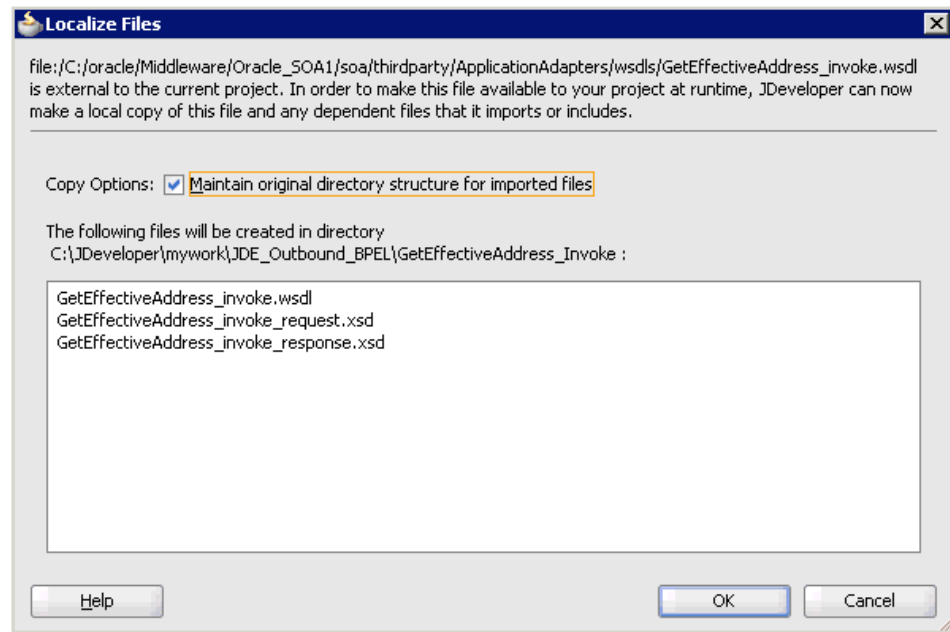 Localize Files
file:/C:/oracle/Middleware/Oracle_SOA1/soa/thirdparty/ApplicationAdapters/wsdls/GetEffectiveAddress_invoke.wsdl
is external to the current project. In order to make this file available to your project at runtime, JDeveloper can now
make a local copy of this file and any dependent files that it imports or includes.
Copy Options: Maintain original directory structure for imported files
The following files will be created in directory
C:\JDeveloper\mywork\JDE_Outbound_BPEL\GetEffectiveAddress_Invoke :
GetEffectiveAddress_invoke.wsdl
GetEffectiveAddress_invoke_request.xsd
GetEffectiveAddress_invoke_response.xsd
Help OK Cancel